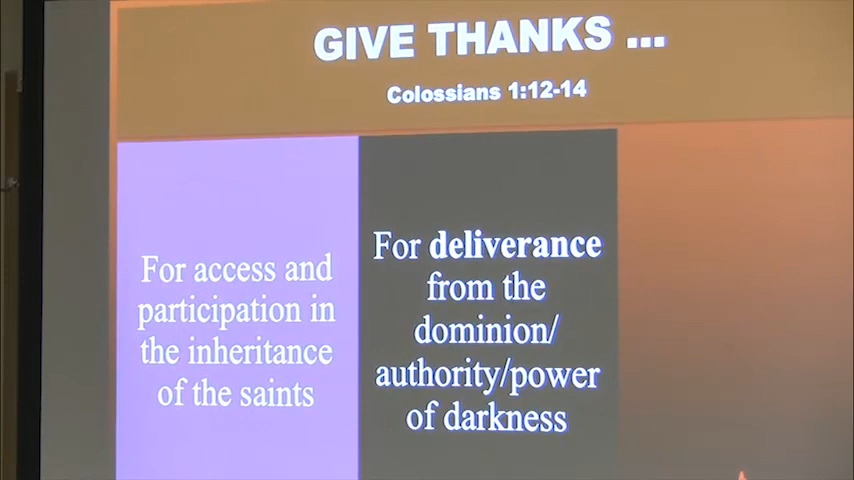 GIVE THANKS ...
Colossians 1:12-14
For access and
participation in
the inheritance
of the saints
For deliverance
from the
dominion/
authority/power
of darkness